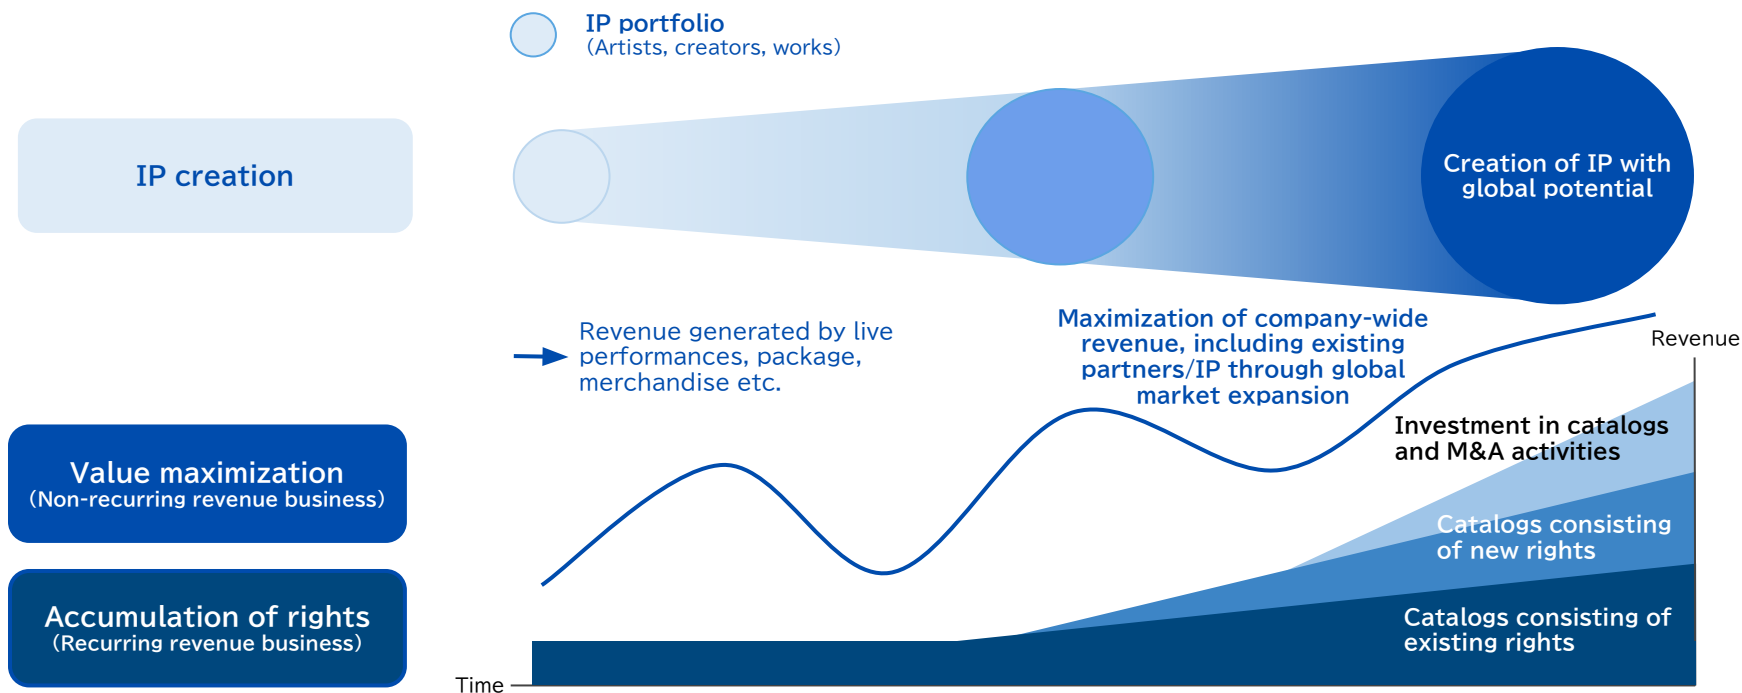 IP portfolio
(Artists, creators, works)
IP creation
Creation of IP with
global potential
Revenue generated by live
performances, package,
merchandise etc.
Maximization of company-wide
revenue, including existing
partners/IP through global
market expansion
Revenue
Value maximization
(Non-recurring revenue business)
Investment in catalogs
and M&A activities
Catalogs consisting
of new rights
Accumulation of rights
(Recurring revenue business)
Catalogs consisting of
existing rights
Time